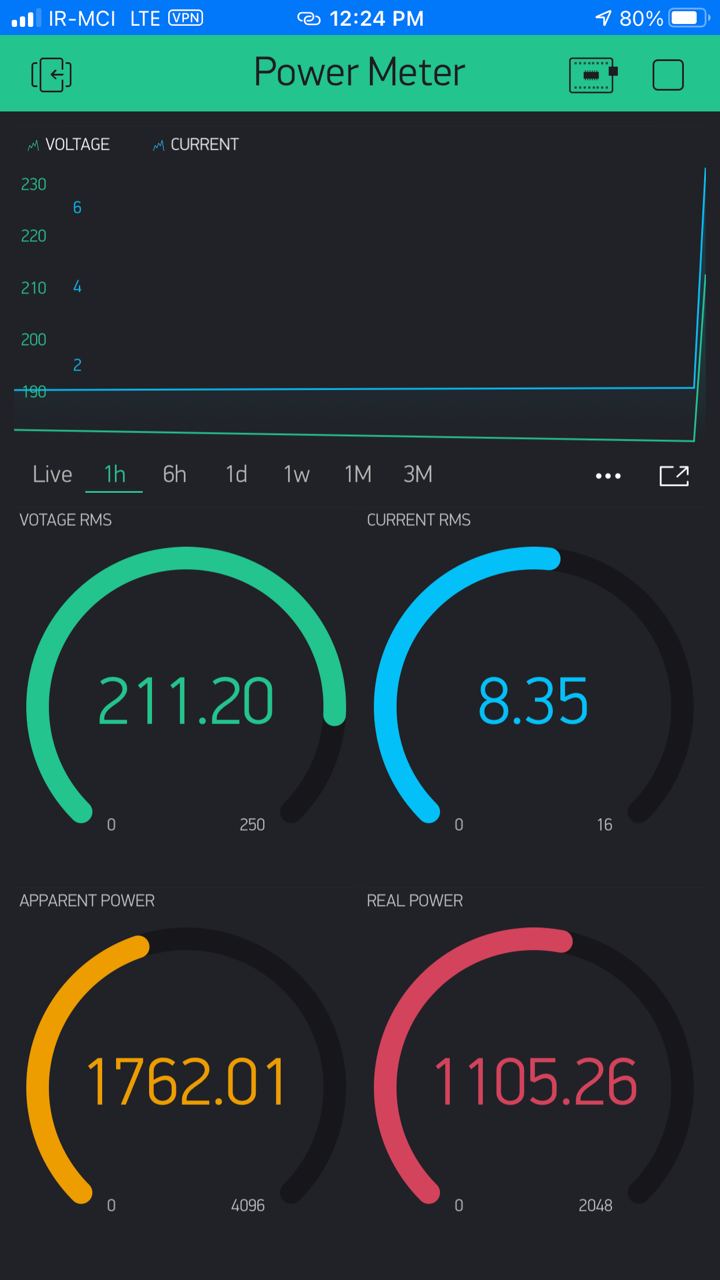 IR-MCI LTE VPN 12:24 PM 80%
Power Meter
VOLTAGE CURRENT
230
6
220
210 4
200
2
190
Live 1h 6h 1d 1w 1M 3M
VOTAGE RMS CURRENT RMS
211.20 8.35
0 250 0 16
APPARENT POWER REAL POWER
1762.01 1105.26
0 4096 0 2048